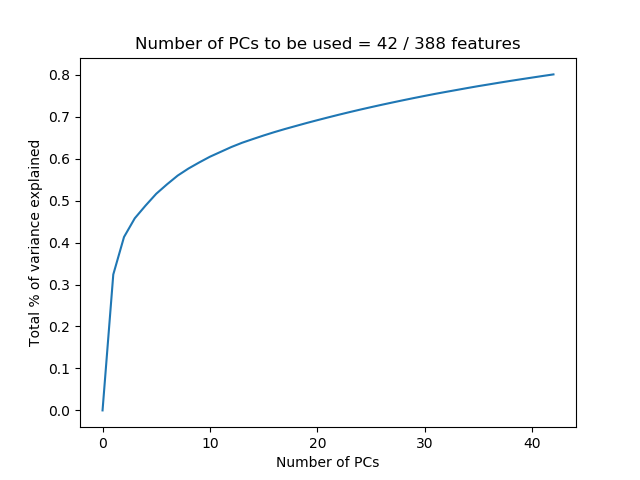 Number of PCs to be used = 42 / 388 features
Total % of variance explained
0.8
0.7
0.6
0.5
0.4
0.3
0.2
0.1
0.0
0 10 20 30 40
Number of PCs